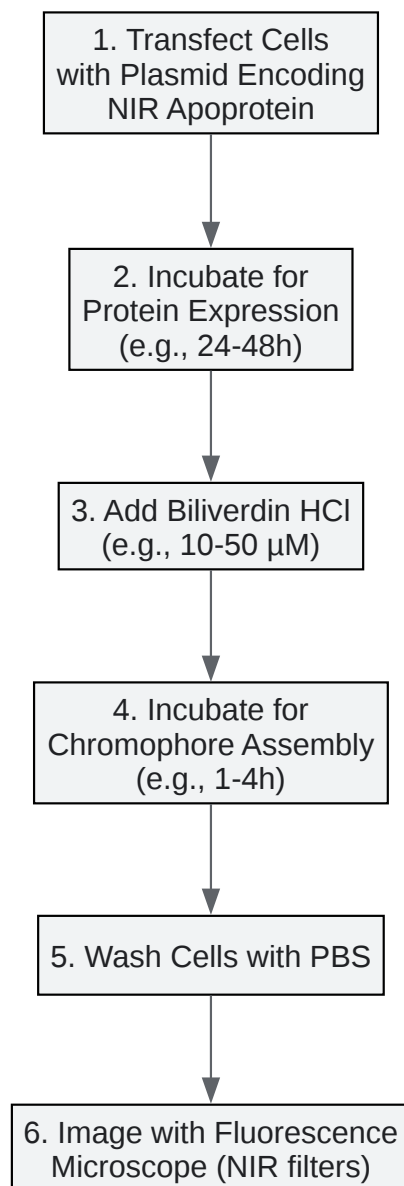 1. Transfect Cells
with Plasmid Encoding
NIR Apoprotein
2. Incubate for
Protein Expression
(e.g., 24-48h)
3. Add Biliverdin HCl
(e.g., 10-50 µM)
4. Incubate for
Chromophore Assembly
(e.g., 1-4h)
5. Wash Cells with PBS
6. Image with Fluorescence
Microscope (NIR filters)